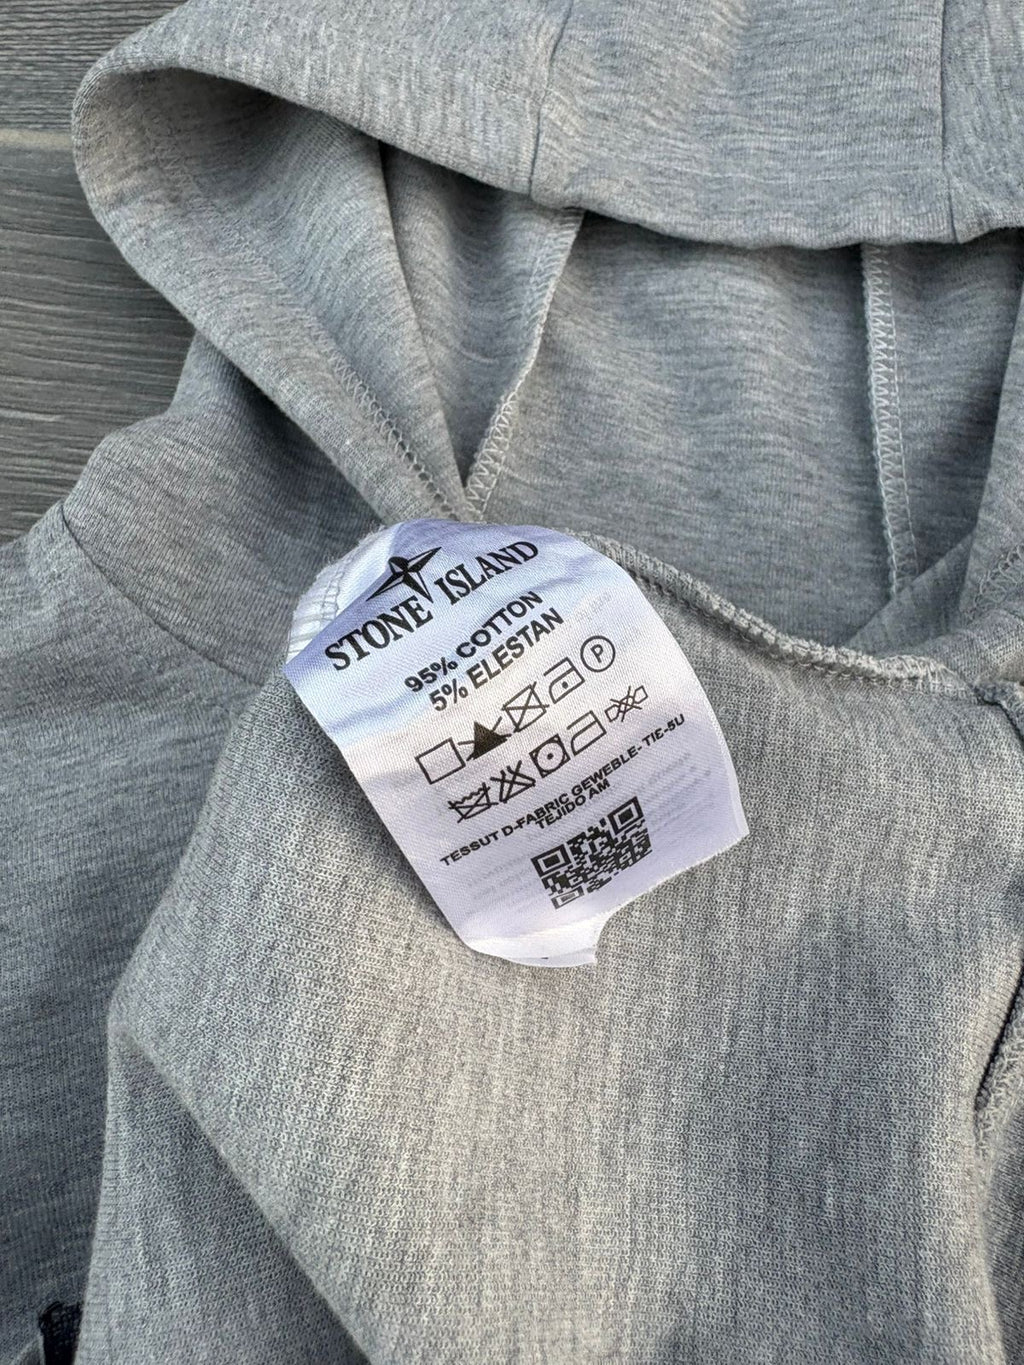 STONE ISLAND
95% COTTON
5% ELESTAN
P
TESSUT D-FABRIC GEWEBLE- TIE-5U
TEJIDO AM